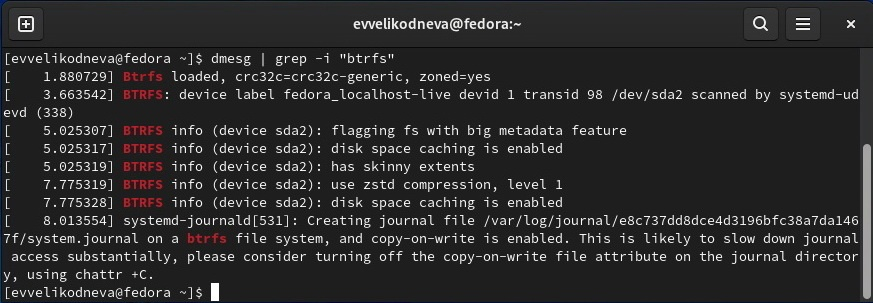 evvelikodneva@fedora:~
[evvelikodneva@fedora ~]$ dmesg | grep -i "btrfs"
[    1.880729] Btrfs loaded, crc32c=crc32c-generic, zoned=yes
[    3.663542] BTRFS: device label fedora_localhost-live devid 1 transid 98 /dev/sda2 scanned by systemd-ud
evd (338)
[    5.025307] BTRFS info (device sda2): flagging fs with big metadata feature
[    5.025317] BTRFS info (device sda2): disk space caching is enabled
[    5.025319] BTRFS info (device sda2): has skinny extents
[    7.775319] BTRFS info (device sda2): use zstd compression, level 1
[    7.775328] BTRFS info (device sda2): disk space caching is enabled
[    8.013554] systemd-journald[531]: Creating journal file /var/log/journal/e8c737dd8dce4d3196bfc38a7da146
7f/system.journal on a btrfs file system, and copy-on-write is enabled. This is likely to slow down journal
 access substantially, please consider turning off the copy-on-write file attribute on the journal director
y, using chattr +C.
[evvelikodneva@fedora ~]$